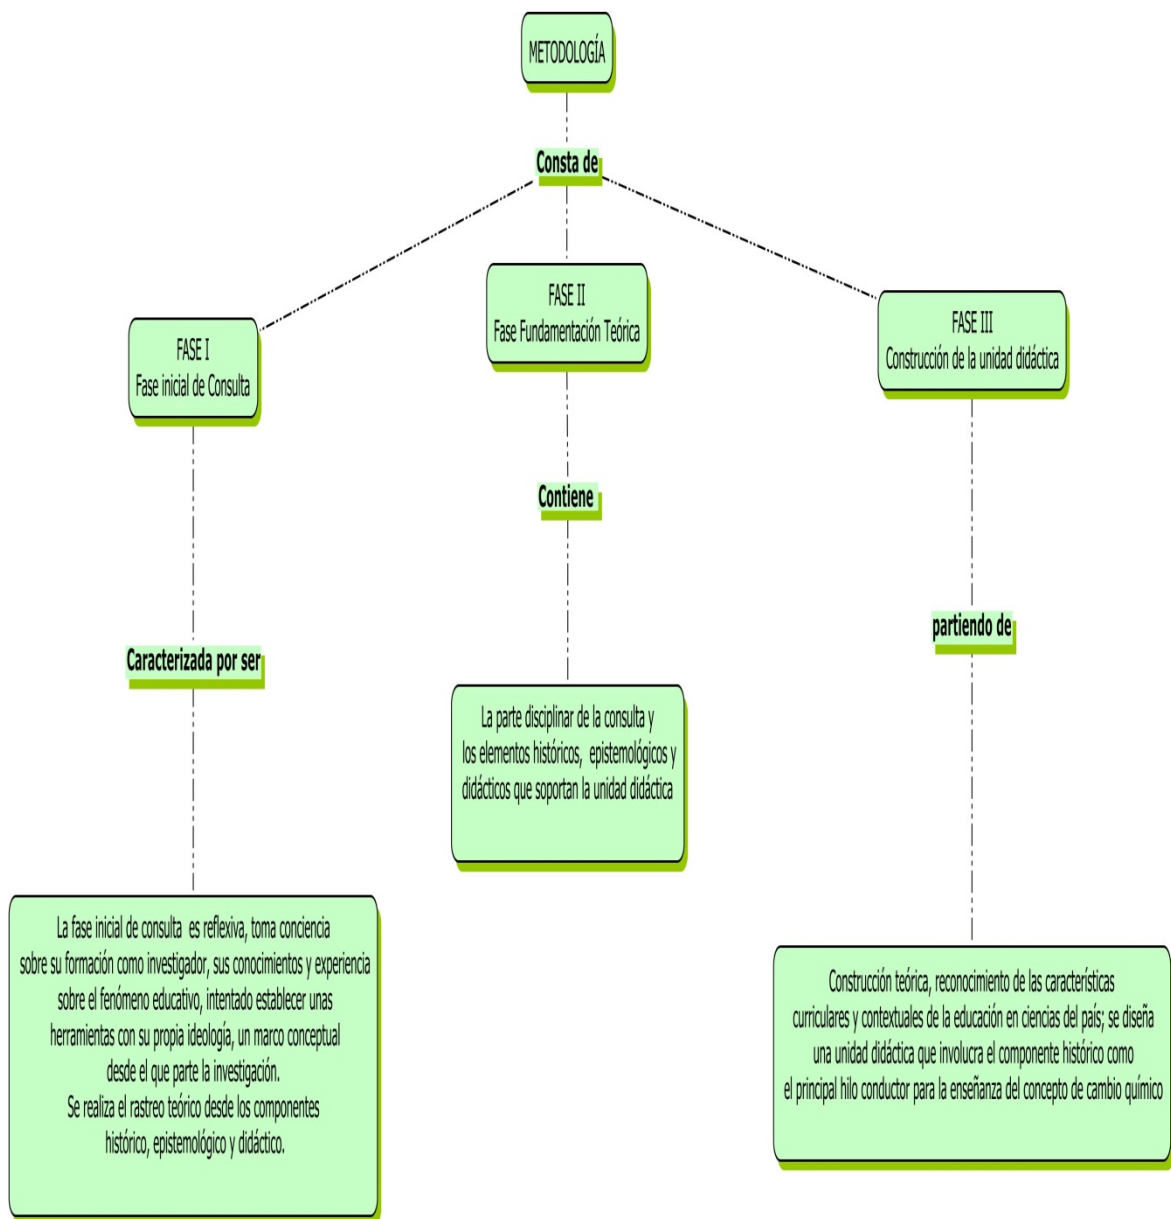 METODOLOGÍA
Consta de
FASE I
Fase inicial de Consulta
Caracterizada por ser
La fase inicial de consulta es reflexiva, toma conciencia
sobre su formación como investigador, sus conocimientos y experiencia
sobre el fenómeno educativo, intentado establecer unas
herramientas con su propia ideología, un marco conceptual
desde el que parte la investigación.
Se realiza el rastreo teórico desde los componentes
histórico, epistemológico y didáctico.
FASE II
Fase Fundamentación Teórica
Contiene
La parte disciplinar de la consulta y
los elementos históricos, epistemológicos y
didácticos que soportan la unidad didáctica
FASE III
Construcción de la unidad didáctica
partiendo de
Construcción teórica, reconocimiento de las características
curriculares y contextuales de la educación en ciencias del país; se diseña
una unidad didáctica que involucra el componente histórico como
el principal hilo conductor para la enseñanza del concepto de cambio químico